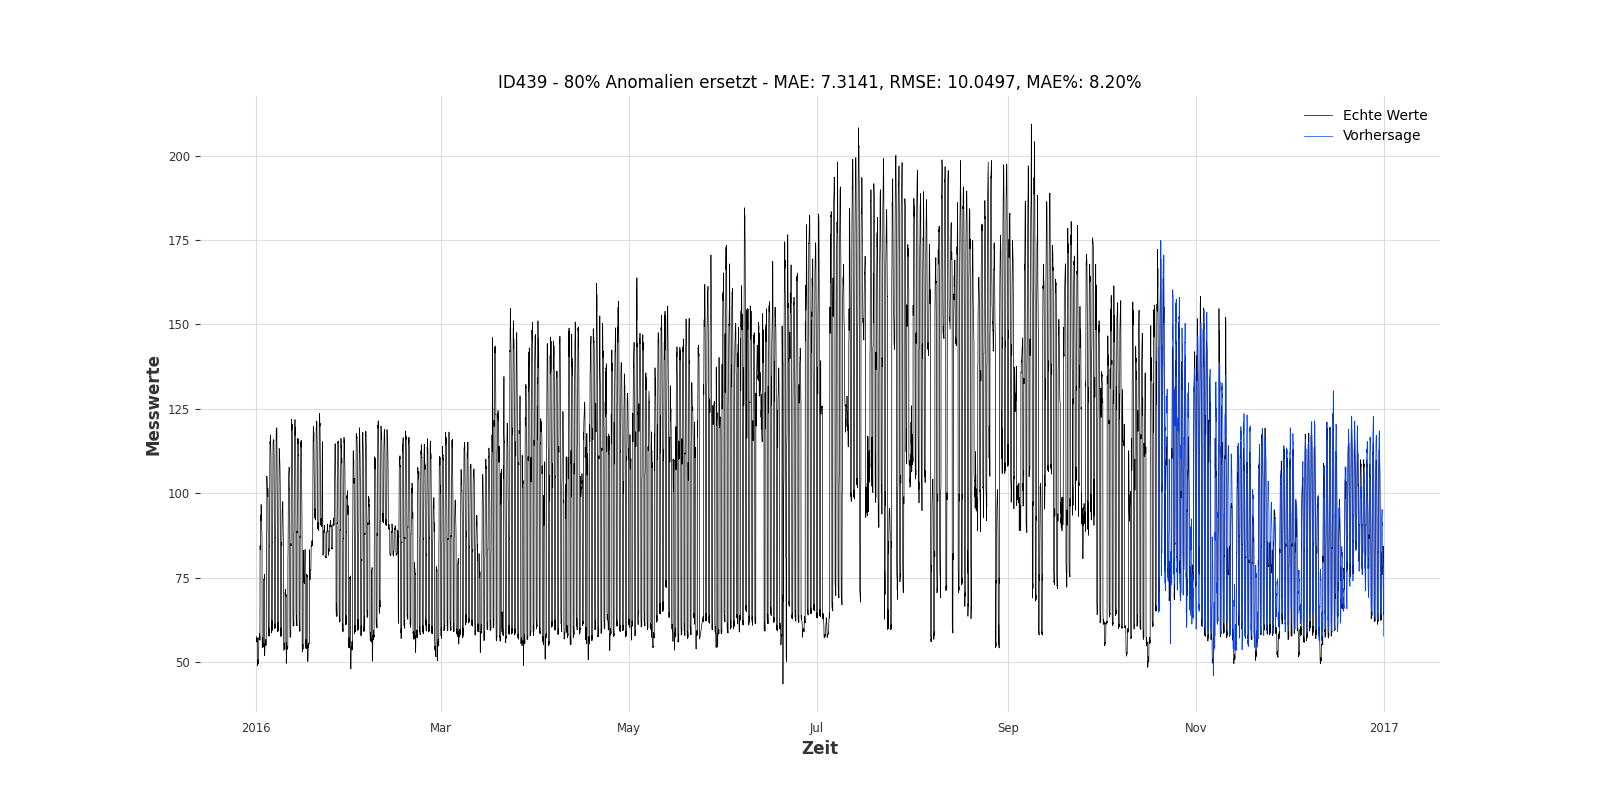 ID439 - 80% Anomalien ersetzt - MAE: 7.3141, RMSE: 10.0497, MAE%: 8.20%
Echte Werte
Vorhersage
200
175
150
125
100
75
50
Messwerte
2016
Mar
May
Jul
Sep
Nov
2017
Zeit